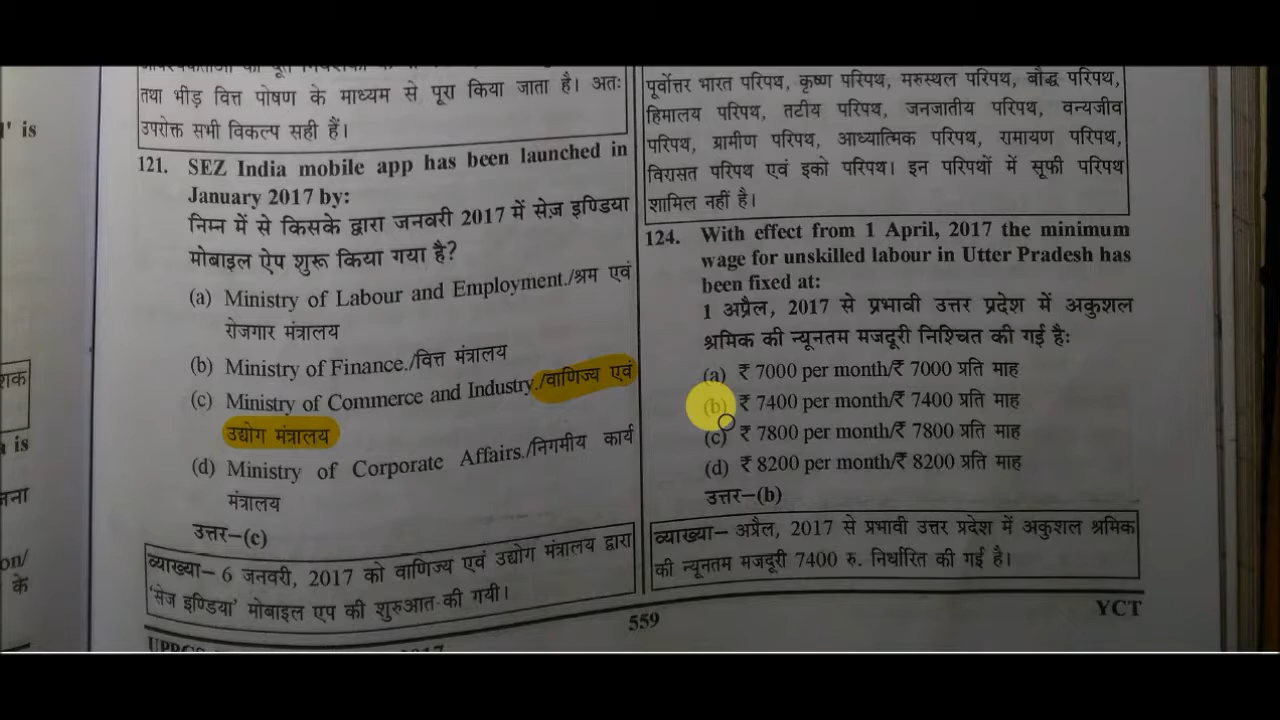 ' is
शक
is
जना
on/
के
तथा भीड़ वित्त पोषण के माध्यम से पूरा किया जाता है। अतः
उपरोक्त सभी विकल्प सही हैं।
121. SEZ India mobile app has been launched in
January 2017 by:
निम्न में से किसके द्वारा जनवरी 2017 में सेज़ इण्डिया
मोबाइल ऐप शुरू किया गया है?
(a) Ministry of Labour and Employment./श्रम एवं
रोजगार मंत्रालय
(b) Ministry of Finance./वित्त मंत्रालय
(c) Ministry of Commerce and Industry./वाणिज्य एवं
उद्योग मंत्रालय
(d) Ministry of Corporate Affairs./निगमीय कार्य
मंत्रालय
उत्तर–(c)
व्याख्या– 6 जनवरी, 2017 को वाणिज्य एवं उद्योग मंत्रालय द्वारा
'सेज इण्डिया' मोबाइल एप की शुरुआत की गयी।
पूर्वोत्तर भारत परिपथ, कृष्ण परिपथ, मरुस्थल परिपथ, बौद्ध परिपथ,
हिमालय परिपथ, तटीय परिपथ, जनजातीय परिपथ, वन्यजीव
परिपथ, ग्रामीण परिपथ, आध्यात्मिक परिपथ, रामायण परिपथ,
विरासत परिपथ एवं इको परिपथ। इन परिपथों में सूफी परिपथ
शामिल नहीं है।
124. With effect from 1 April, 2017 the minimum
wage for unskilled labour in Utter Pradesh has
been fixed at:
1 अप्रैल, 2017 से प्रभावी उत्तर प्रदेश में अकुशल
श्रमिक की न्यूनतम मजदूरी निश्चित की गई है:
(a) ₹ 7000 per month/₹ 7000 प्रति माह
(b) ₹ 7400 per month/₹ 7400 प्रति माह
(c) ₹ 7800 per month/₹ 7800 प्रति माह
(d) ₹ 8200 per month/₹ 8200 प्रति माह
उत्तर–(b)
व्याख्या– अप्रैल, 2017 से प्रभावी उत्तर प्रदेश में अकुशल श्रमिक
की न्यूनतम मजदूरी 7400 रु. निर्धारित की गई है।
559
YCT